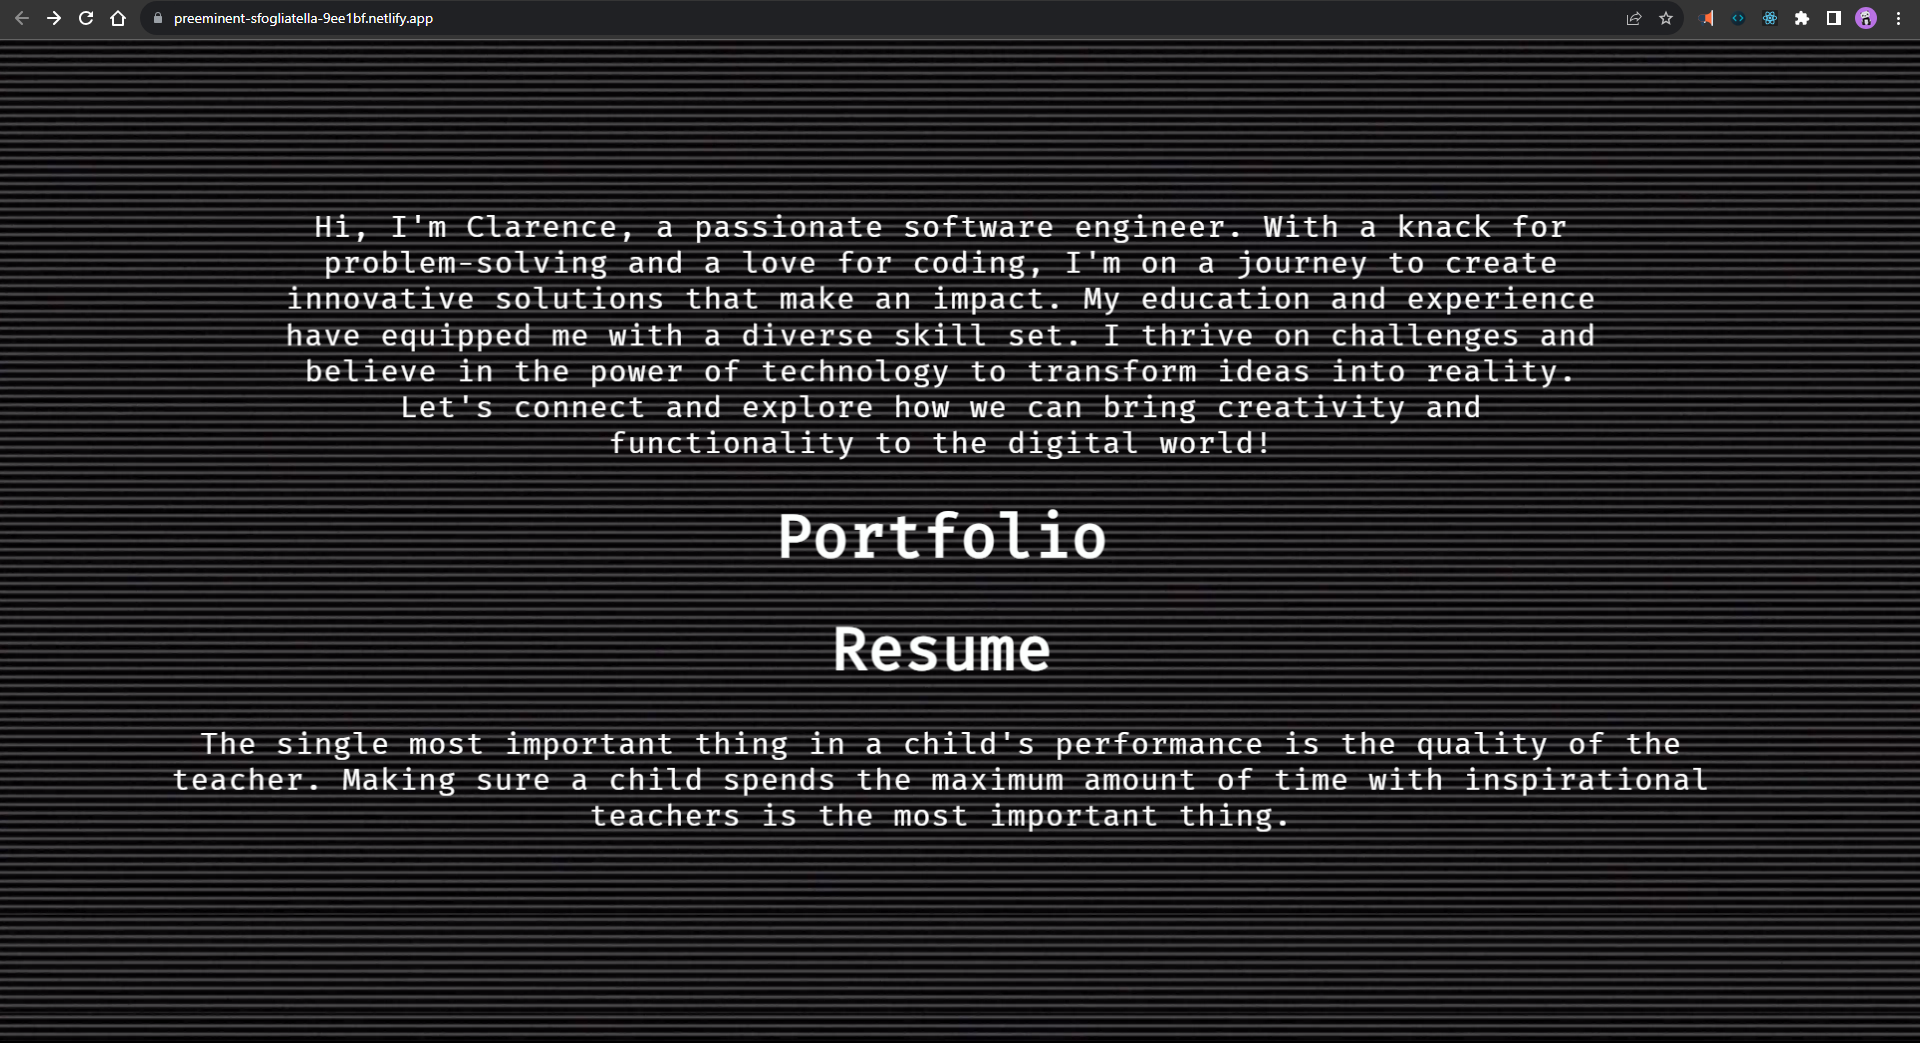 preeminent-sfogliatella-9ee1bf.netlify.app
Hi, I'm Clarence, a passionate software engineer. With a knack for
problem-solving and a love for coding, I'm on a journey to create
innovative solutions that make an impact. My education and experience
have equipped me with a diverse skill set. I thrive on challenges and
believe in the power of technology to transform ideas into reality.
Let's connect and explore how we can bring creativity and
functionality to the digital world!
Portfolio
Resume
The single most important thing in a child's performance is the quality of the
teacher. Making sure a child spends the maximum amount of time with inspirational
teachers is the most important thing.